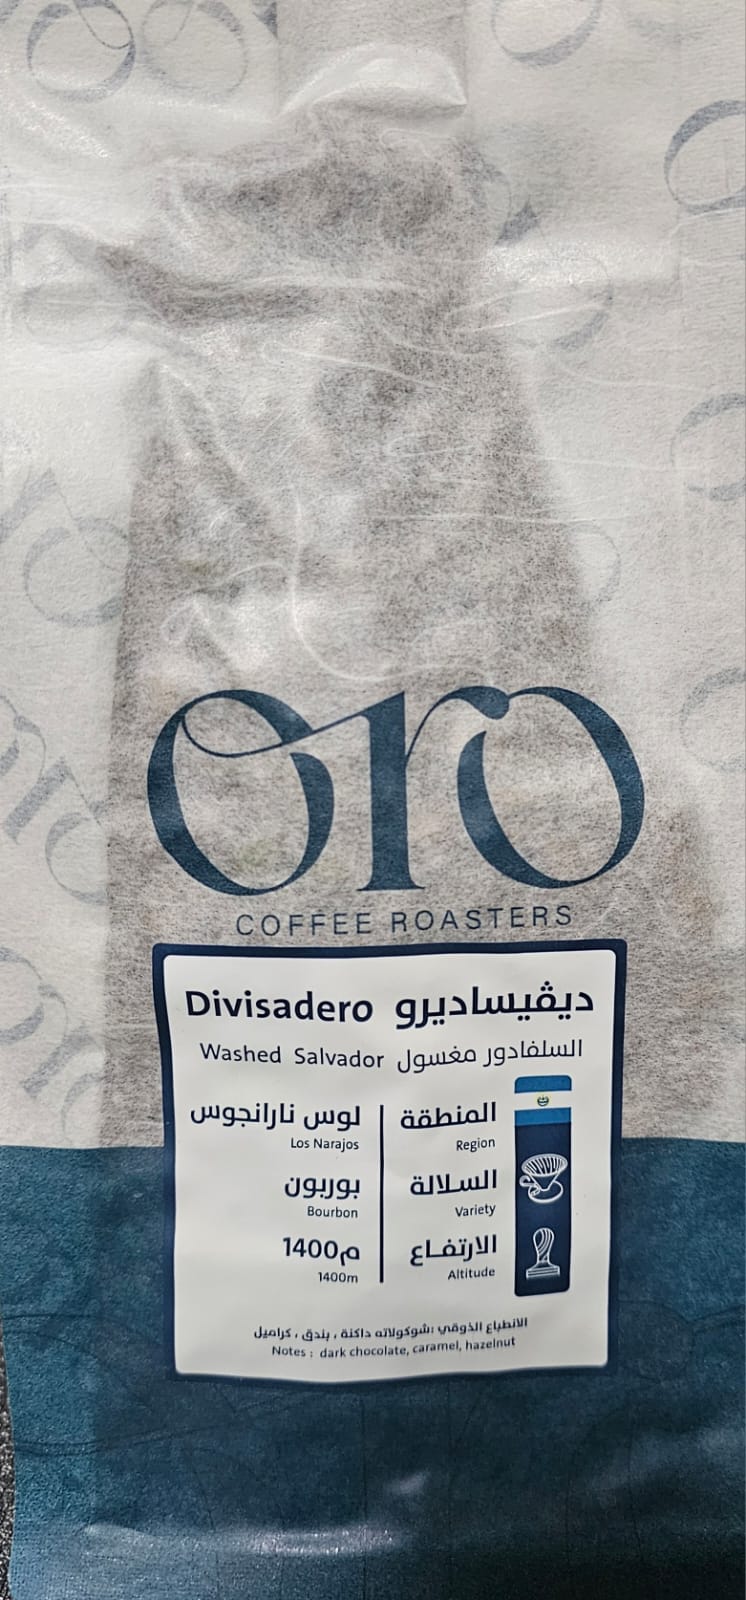 oro
COFFEE ROASTERS
Divisadero ديڤيساديرو
Washed Salvador السلفادور مغسول
المنطقة لوس نارانجوس
Los Narajos Region
السلالة بوربون
Bourbon Variety
الارتفاع 1400م
1400m Altitude
الانطباع الذوقي :شوكولاته داكنة ، بندق ، كراميل
Notes : dark chocolate, caramel, hazelnut